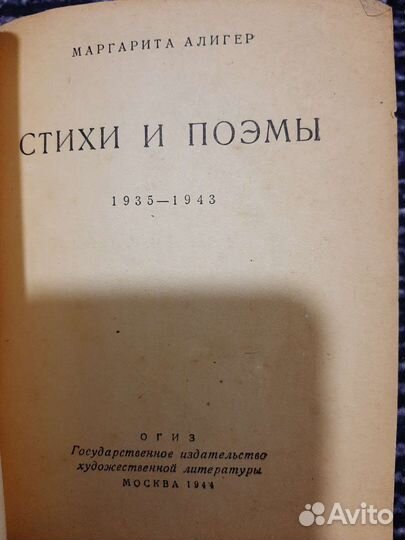 МАРГАРИТА АЛИГЕР
СТИХИ И ПОЭМЫ
1935—1943
ОГИЗ
Государственное издательство
художественной литературы
МОСКВА 1944
Avito